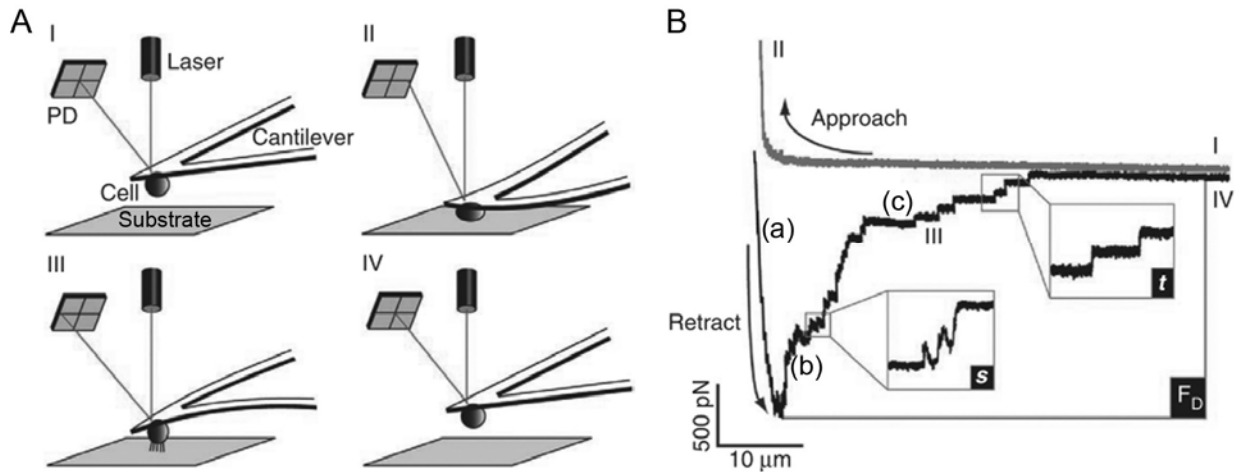 A
I
Laser
PD
Cantilever
Cell
Substrate
II
III
IV
B
II
Approach
I
IV
(a)
(c)
III
t
Retract
(b)
s
F_D
500 pN
10 μm